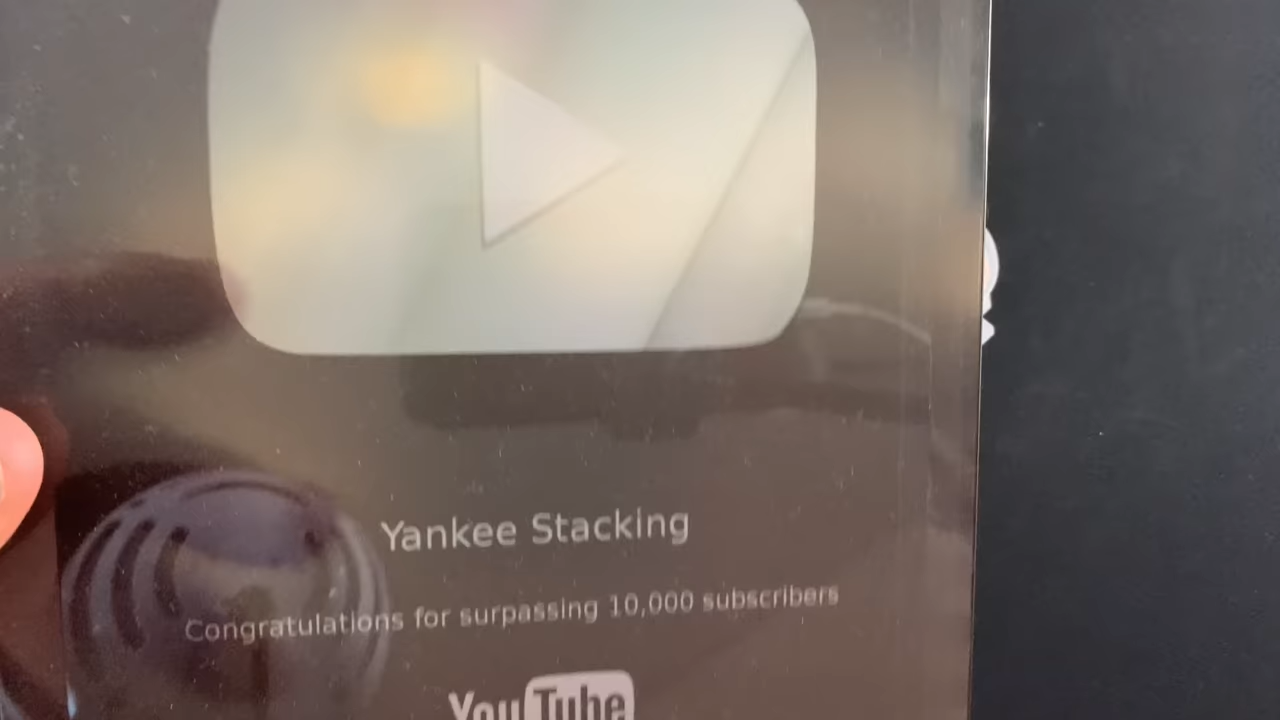 Yankee Stacking
Congratulations for surpassing 10,000 subscribers
YouTube